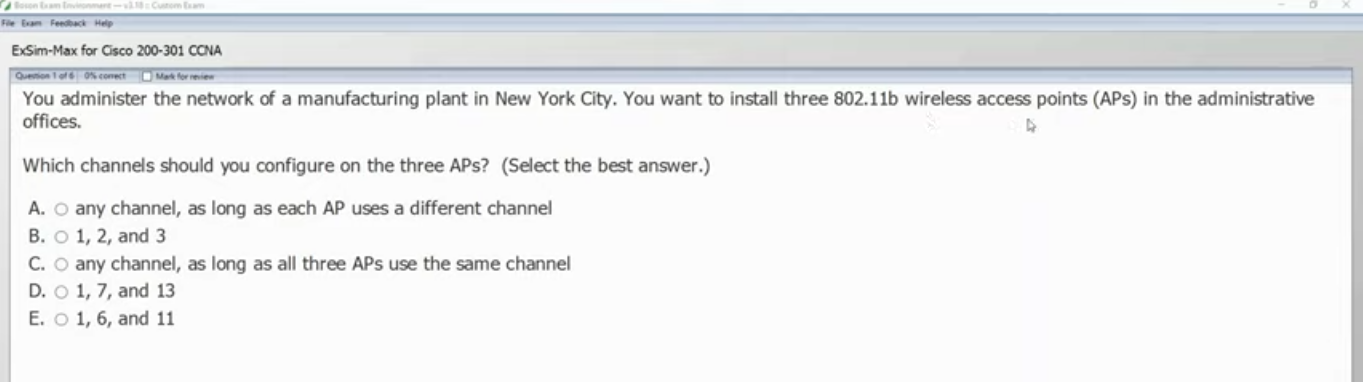 Boson Exam Environment — v3.18 :: Custom Exam
File Exam Feedback Help
ExSim-Max for Cisco 200-301 CCNA
Question 1 of 6 0% correct Mark for review
You administer the network of a manufacturing plant in New York City. You want to install three 802.11b wireless access points (APs) in the administrative
offices.
Which channels should you configure on the three APs? (Select the best answer.)
A. any channel, as long as each AP uses a different channel
B. 1, 2, and 3
C. any channel, as long as all three APs use the same channel
D. 1, 7, and 13
E. 1, 6, and 11